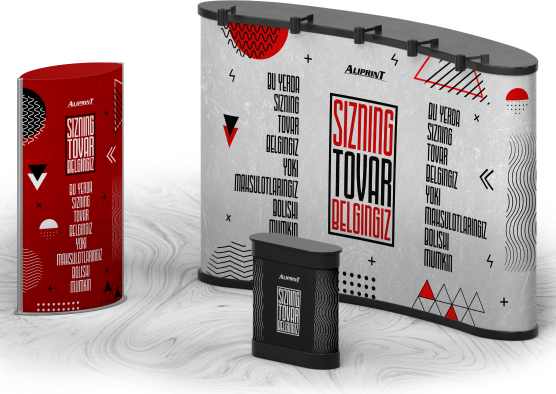 ALIPRINT
SIZNING
TOVAR
BELGINGIZ
BU YERDA
SIZNING
TOVAR
BELGINGIZ
YOKI
MAHSULOTLARINGIZ
BOLISHI
MUMKIN
BU YERDA
SIZNING
TOVAR
BELGINGIZ
YOKI
MAHSULOTLARINGIZ
BOLISHI
MUMKIN
ALIPRINT
SIZNING
TOVAR
BELGINGIZ
BU YERDA
SIZNING
TOVAR
BELGINGIZ
YOKI
MAHSULOTLARINGIZ
BOLISHI
MUMKIN
ALIPRINT
SIZNING
TOVAR
BELGINGIZ